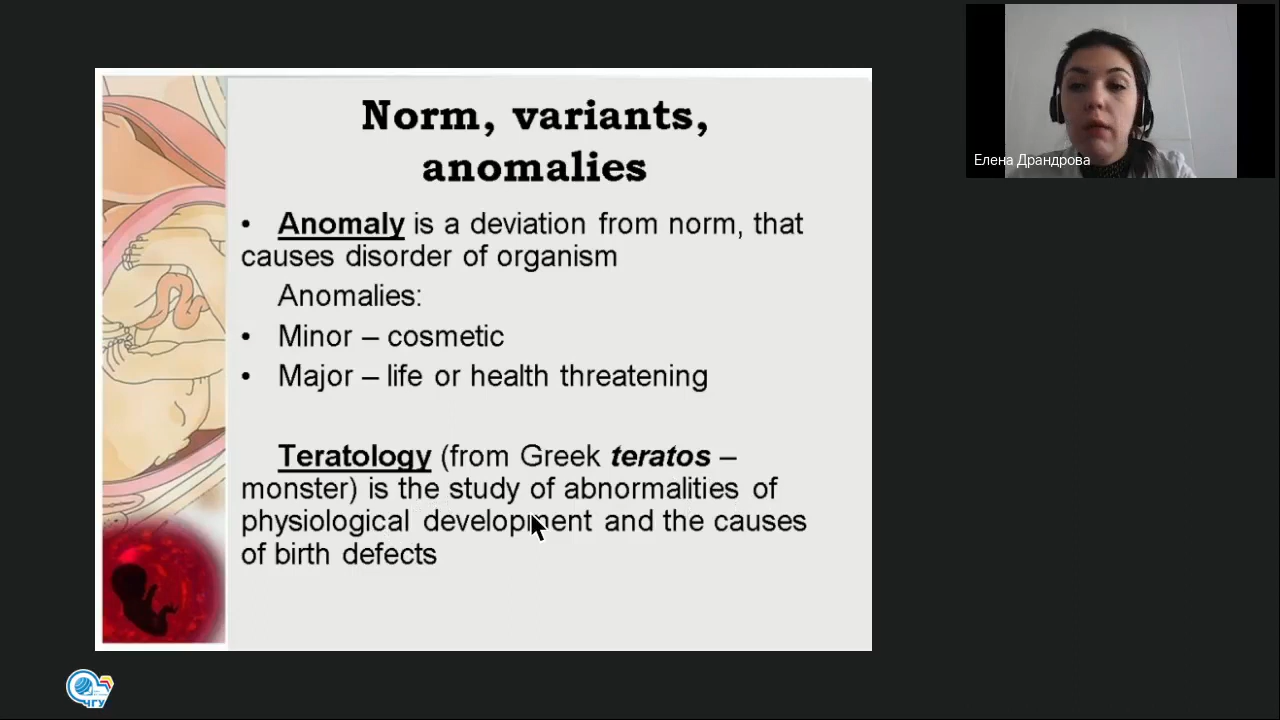 Norm, variants,
anomalies
• Anomaly is a deviation from norm, that
causes disorder of organism
Anomalies:
• Minor – cosmetic
• Major – life or health threatening
Teratology (from Greek teratos –
monster) is the study of abnormalities of
physiological development and the causes
of birth defects
Елена Драндрова
ЧГУ